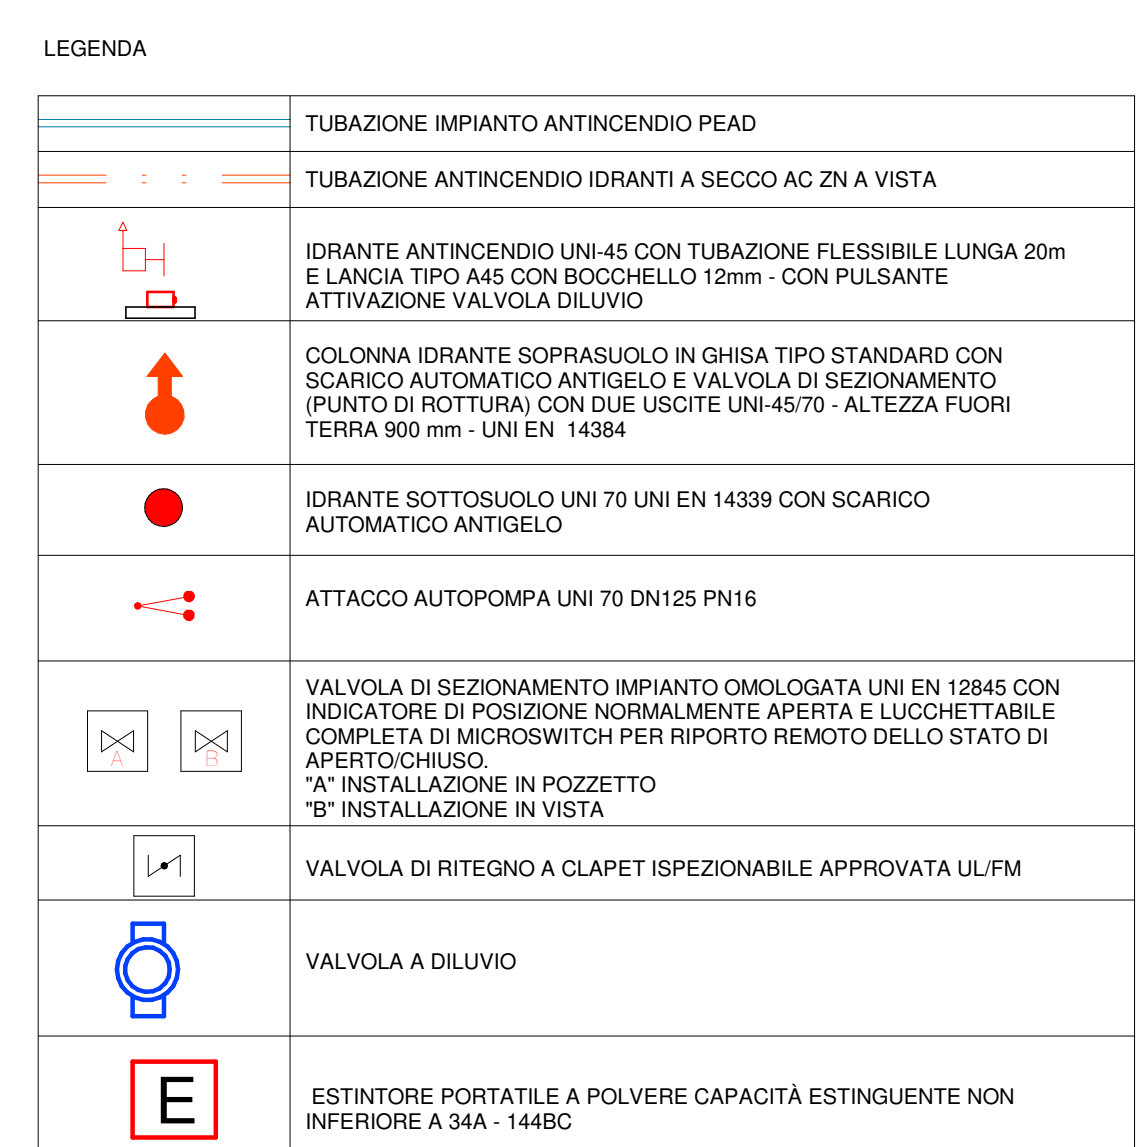 LEGENDA
TUBAZIONE IMPIANTO ANTINCENDIO PEAD
TUBAZIONE ANTINCENDIO IDRANTI A SECCO AC ZN A VISTA
IDRANTE ANTINCENDIO UNI-45 CON TUBAZIONE FLESSIBILE LUNGA 20m
E LANCIA TIPO A45 CON BOCCHELLO 12mm - CON PULSANTE
ATTIVAZIONE VALVOLA DILUVIO
COLONNA IDRANTE SOPRASUOLO IN GHISA TIPO STANDARD CON
SCARICO AUTOMATICO ANTIGELO E VALVOLA DI SEZIONAMENTO
(PUNTO DI ROTTURA) CON DUE USCITE UNI-45/70 - ALTEZZA FUORI
TERRA 900 mm - UNI EN 14384
IDRANTE SOTTOSUOLO UNI 70 UNI EN 14339 CON SCARICO
AUTOMATICO ANTIGELO
ATTACCO AUTOPOMPA UNI 70 DN125 PN16
A B
VALVOLA DI SEZIONAMENTO IMPIANTO OMOLOGATA UNI EN 12845 CON
INDICATORE DI POSIZIONE NORMALMENTE APERTA E LUCCHETTABILE
COMPLETA DI MICROSWITCH PER RIPORTO REMOTO DELLO STATO DI
APERTO/CHIUSO.
"A" INSTALLAZIONE IN POZZETTO
"B" INSTALLAZIONE IN VISTA
VALVOLA DI RITEGNO A CLAPET ISPEZIONABILE APPROVATA UL/FM
VALVOLA A DILUVIO
E
ESTINTORE PORTATILE A POLVERE CAPACITÀ ESTINGUENTE NON
INFERIORE A 34A - 144BC